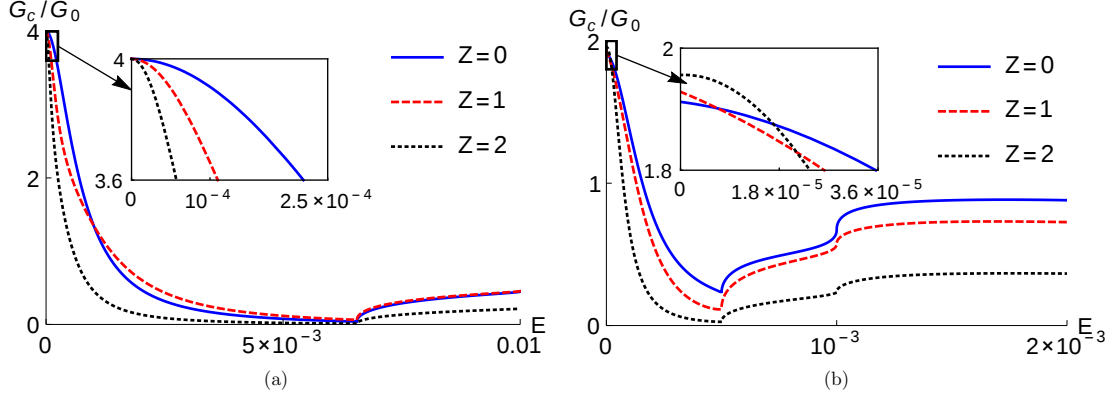 G_c/G_0
4
2
0
0
5×10^-3
0.01
E
4
3.6
0
10^-4
2.5×10^-4
Z=0
Z=1
Z=2
(a)
G_c/G_0
2
1
0
0
10^-3
2×10^-3
E
2
1.8
0
1.8×10^-5
3.6×10^-5
Z=0
Z=1
Z=2
(b)